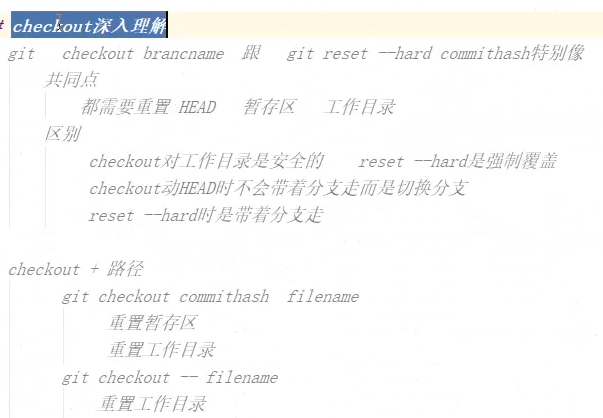 # checkout深入理解
git checkout brancname 跟 git reset --hard commithash特别像
共同点
都需要重置 HEAD 暂存区 工作目录
区别
checkout对工作目录是安全的 reset --hard是强制覆盖
checkout动HEAD时不会带着分支走而是切换分支
reset --hard时是带着分支走
checkout + 路径
git checkout commithash filename
重置暂存区
重置工作目录
git checkout -- filename
重置工作目录